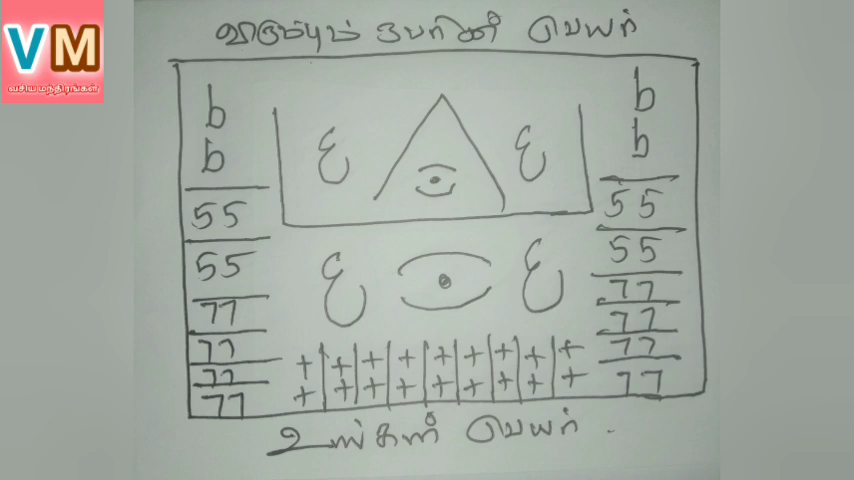 VM
வசிய மந்திரங்கள்
விரும்பும் நபரின் பெயர்
b b
b b
55 55
55 55
77 77
77 77
77 77
77 77
+ + + + + + + + +
+ + + + + + + + +
உங்கள் பெயர்.